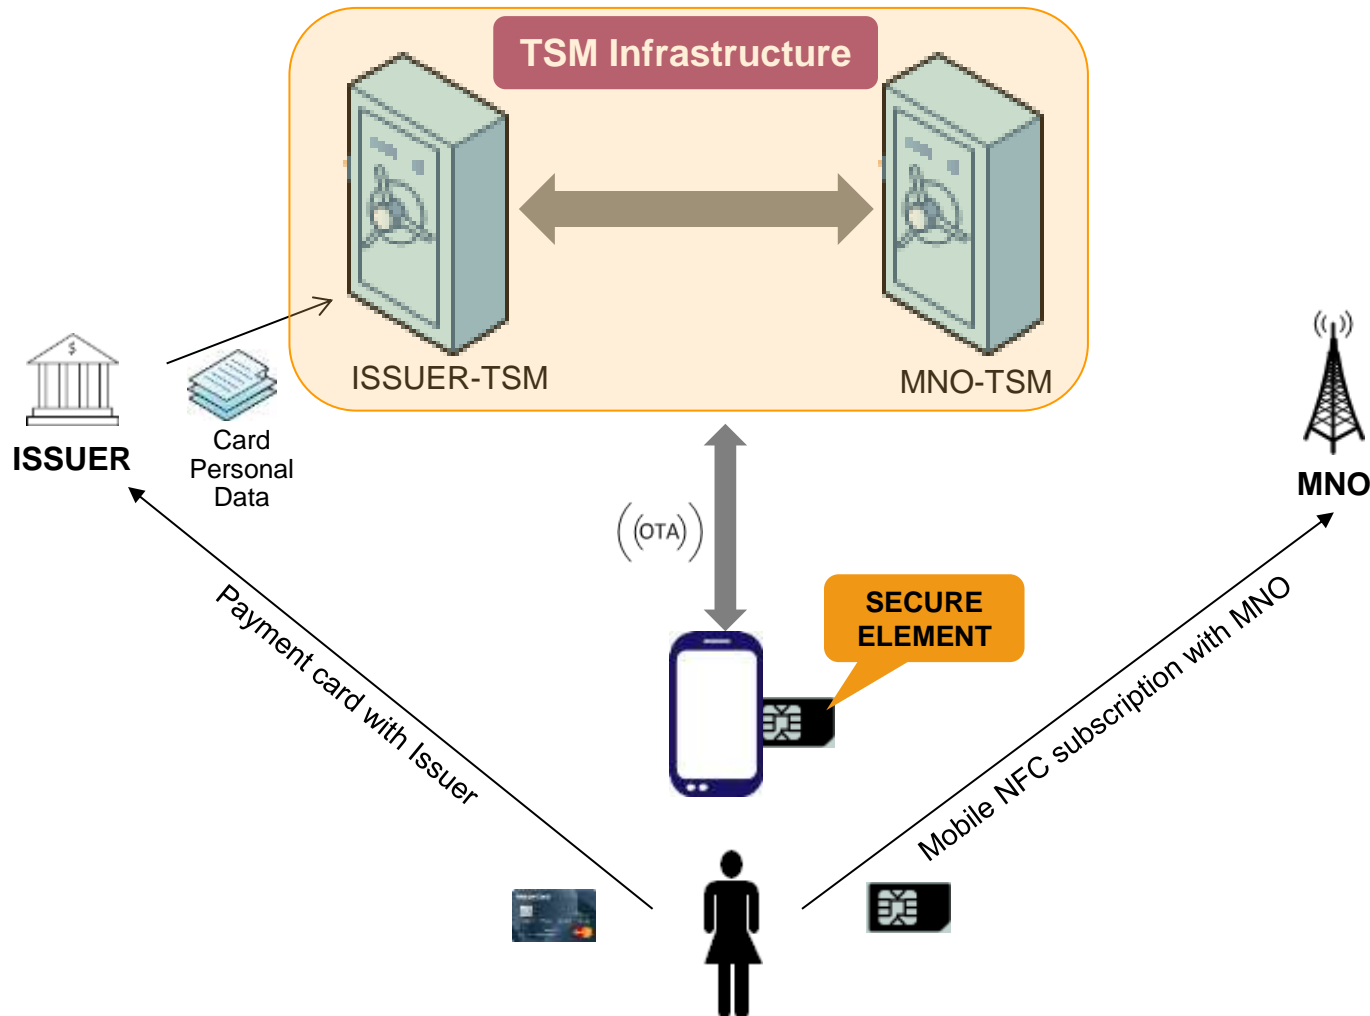 TSM Infrastructure
ISSUER-TSM
MNO-TSM
$
ISSUER
Card
Personal
Data
MNO
((OTA))
SECURE
ELEMENT
Payment card with Issuer
Mobile NFC subscription with MNO